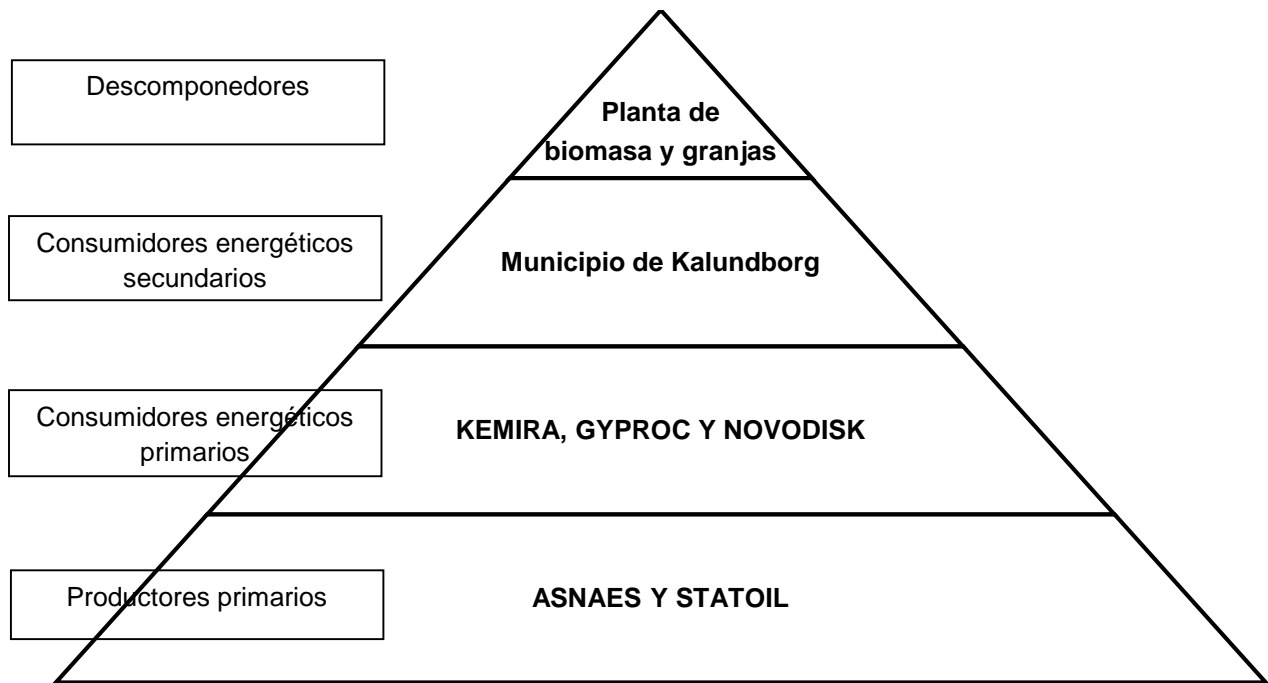 Descomponedores
Planta de
biomasa y granjas
Consumidores energéticos
secundarios
Municipio de Kalundborg
Consumidores energéticos
primarios
KEMIRA, GYPROC Y NOVODISK
Productores primarios
ASNAES Y STATOIL